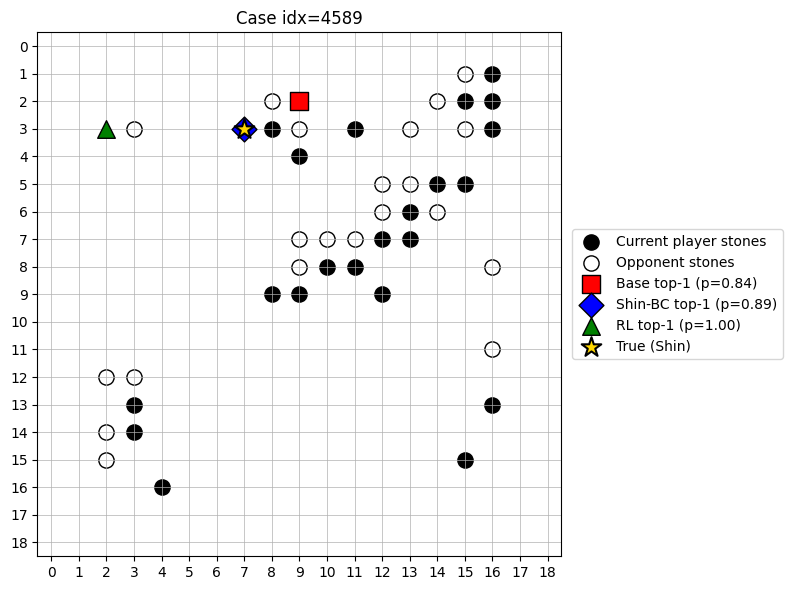 Case idx=4589
0
1
2
3
4
5
6
7
8
9
10
11
12
13
14
15
16
17
18
0 1 2 3 4 5 6 7 8 9 10 11 12 13 14 15 16 17 18
Current player stones
Opponent stones
Base top-1 (p=0.84)
Shin-BC top-1 (p=0.89)
RL top-1 (p=1.00)
True (Shin)